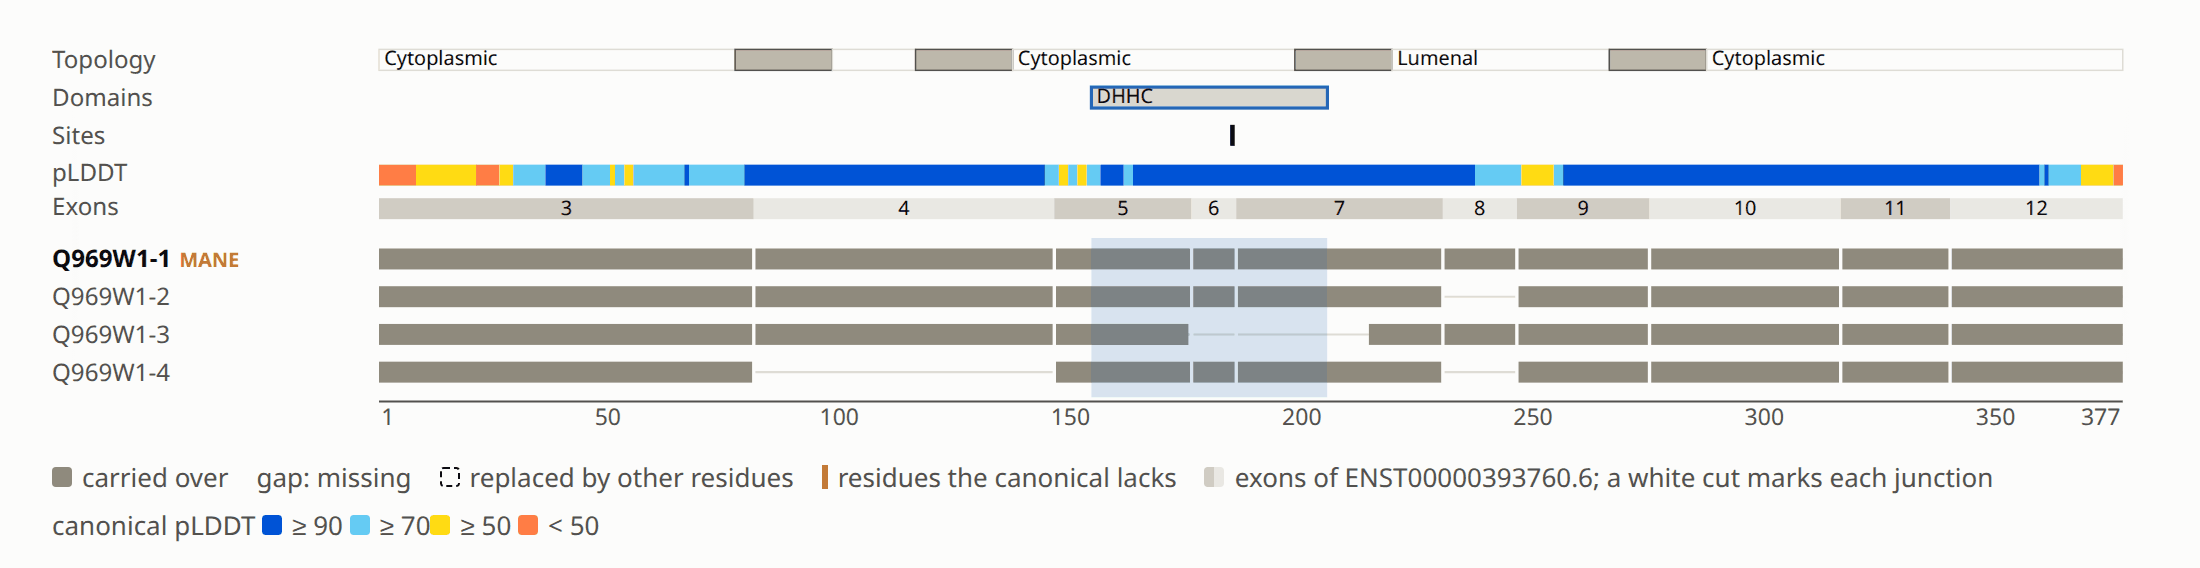 Topology Cytoplasmic Cytoplasmic Lumenal Cytoplasmic
Domains DHHC
Sites
pLDDT
Exons 3 4 5 6 7 8 9 10 11 12
Q969W1-1 MANE
Q969W1-2
Q969W1-3
Q969W1-4
1 50 100 150 200 250 300 350 377
carried over gap: missing replaced by other residues residues the canonical lacks exons of ENST00000393760.6; a white cut marks each junction
canonical pLDDT ≥ 90 ≥ 70 ≥ 50 < 50